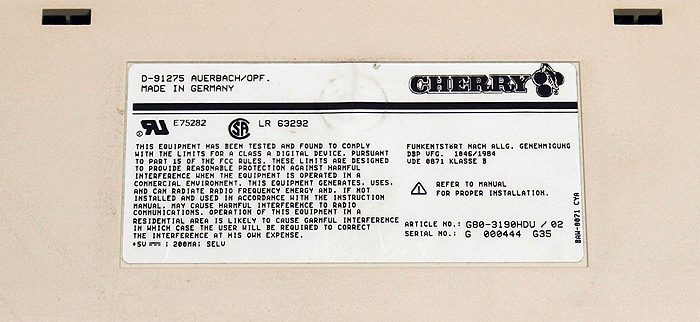 D-91275 AUERBACH/OPF.
MADE IN GERMANY
CHERRY
E75282
LR 63292
THIS EQUIPMENT HAS BEEN TESTED AND FOUND TO COMPLY
WITH THE LIMITS FOR A CLASS A DIGITAL DEVICE. PURSUANT
TO PART 15 OF THE FCC RULES. THESE LIMITS ARE DESIGNED
TO PROVIDE REASONABLE PROTECTION AGAINST HARMFUL
INTERFERENCE WHEN THE EQUIPMENT IS OPERATED IN A
COMMERCIAL ENVIRONMENT. THIS EQUIPMENT GENERATES, USES,
AND CAN RADIATE RADIO FREQUENCY ENERGY AND, IF NOT
INSTALLED AND USED IN ACCORDANCE WITH THE INSTRUCTION
MANUAL, MAY CAUSE HARMFUL INTERFERENCE TO RADIO
COMMUNICATIONS. OPERATION OF THIS EQUIPMENT IN A
RESIDENTIAL AREA IS LIKELY TO CAUSE HARMFUL INTERFERENCE
IN WHICH CASE THE USER WILL BE REQUIRED TO CORRECT
THE INTERFERENCE AT HIS OWN EXPENSE.
+5V ⎓ ; 200MA; SELV
FUNKENTSTØRT NACH ALLG. GENEHMIGUNG
DBP VFG. 1046/1984
VDE 0871 KLASSE B
REFER TO MANUAL
FOR PROPER INSTALLATION.
ARTICLE NO.: G80-3190HDU / 02
SERIAL NO.: G 000444 G35
BAW-0071 CYA